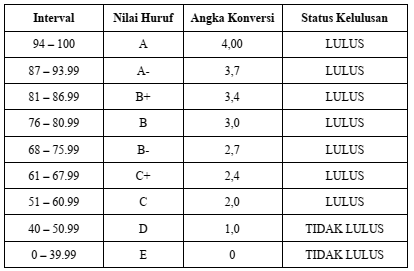 Interval Nilai Huruf Angka Konversi Status Kelulusan
94 – 100 A 4,00 LULUS
87 – 93.99 A- 3,7 LULUS
81 – 86.99 B+ 3,4 LULUS
76 – 80.99 B 3,0 LULUS
68 – 75.99 B- 2,7 LULUS
61 – 67.99 C+ 2,4 LULUS
51 – 60.99 C 2,0 LULUS
40 – 50.99 D 1,0 TIDAK LULUS
0 – 39.99 E 0 TIDAK LULUS